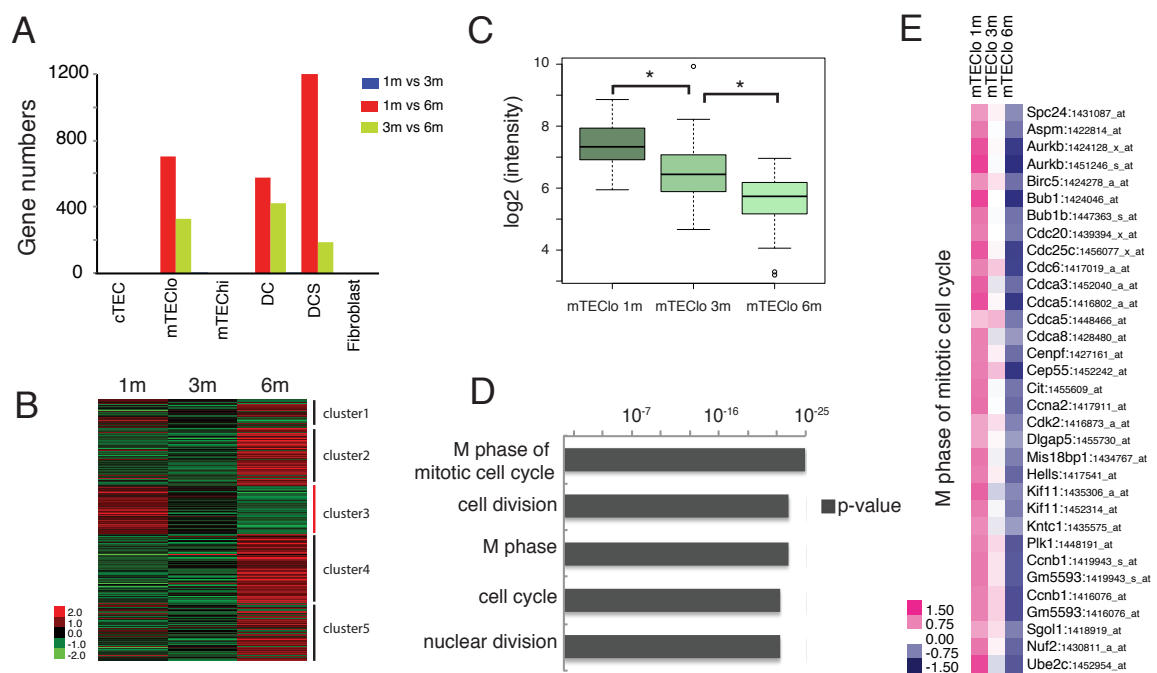 A
1200
800
400
0
Gene numbers
1m vs 3m
1m vs 6m
3m vs 6m
cTEC
mTEClo
mTEChi
DC
DCS
Fibroblast
B
1m 3m 6m
cluster1
cluster2
cluster3
cluster4
cluster5
2.0
1.0
0.0
-1.0
-2.0
C
10
8
6
4
log2 (intensity)
* *
mTEClo 1m mTEClo 3m mTEClo 6m
D
10-7 10-16 10-25
M phase of
mitotic cell cycle
cell division
M phase
cell cycle
nuclear division
p-value
E
mTEClo 1m
mTEClo 3m
mTEClo 6m
M phase of mitotic cell cycle
Spc24:1431087_at
Aspm:1422814_at
Aurkb:1424128_x_at
Aurkb:1451246_s_at
Birc5:1424278_a_at
Bub1:1424046_at
Bub1b:1447363_s_at
Cdc20:1439394_x_at
Cdc25c:1456077_x_at
Cdc6:1417019_a_at
Cdca3:1452040_a_at
Cdca5:1416802_a_at
Cdca5:1448466_at
Cdca8:1428480_at
Cenpf:1427161_at
Cep55:1452242_at
Cit:1455609_at
Ccna2:1417911_at
Cdk2:1416873_a_at
Dlgap5:1455730_at
Mis18bp1:1434767_at
Hells:1417541_at
Kif11:1435306_a_at
Kif11:1452314_at
Kntc1:1435575_at
Plk1:1448191_at
Ccnb1:1419943_s_at
Gm5593:1419943_s_at
Ccnb1:1416076_at
Gm5593:1416076_at
Sgol1:1418919_at
Nuf2:1430811_a_at
Ube2c:1452954_at
1.50
0.75
0.00
-0.75
-1.50